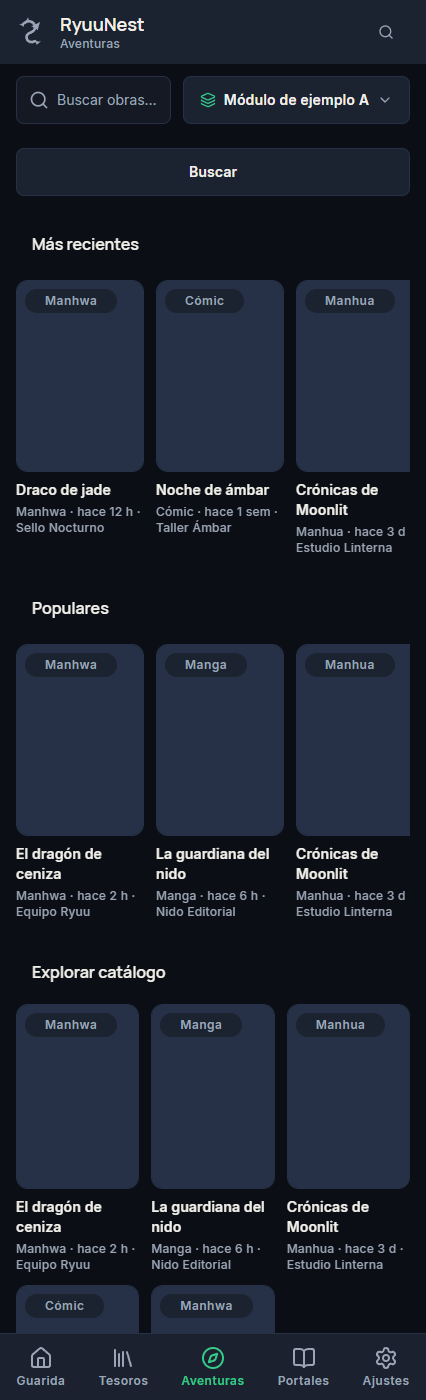 RyuuNest
Aventuras
Buscar obras...
Módulo de ejemplo A
Buscar
Más recientes
Manhwa
Cómic
Manhua
Draco de jade
Manhwa · hace 12 h ·
Sello Nocturno
Noche de ámbar
Cómic · hace 1 sem ·
Taller Ámbar
Crónicas de
Moonlit
Manhua · hace 3 d
Estudio Linterna
Populares
Manhwa
Manga
Manhua
El dragón de
ceniza
Manhwa · hace 2 h ·
Equipo Ryuu
La guardiana del
nido
Manga · hace 6 h ·
Nido Editorial
Crónicas de
Moonlit
Manhua · hace 3 d
Estudio Linterna
Explorar catálogo
Manhwa
Manga
Manhua
El dragón de
ceniza
Manhwa · hace 2 h ·
Equipo Ryuu
La guardiana del
nido
Manga · hace 6 h ·
Nido Editorial
Crónicas de
Moonlit
Manhua · hace 3 d ·
Estudio Linterna
Cómic
Manhwa
Guarida
Tesoros
Aventuras
Portales
Ajustes